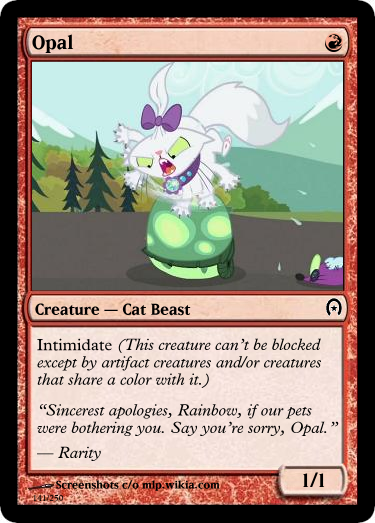 Opal
Creature — Cat Beast
Intimidate (This creature can't be blocked
except by artifact creatures and/or creatures
that share a color with it.)
“Sincerest apologies, Rainbow, if our pets
were bothering you. Say you're sorry, Opal.”
— Rarity
1/1
Screenshots c/o mlp.wikia.com
141/250